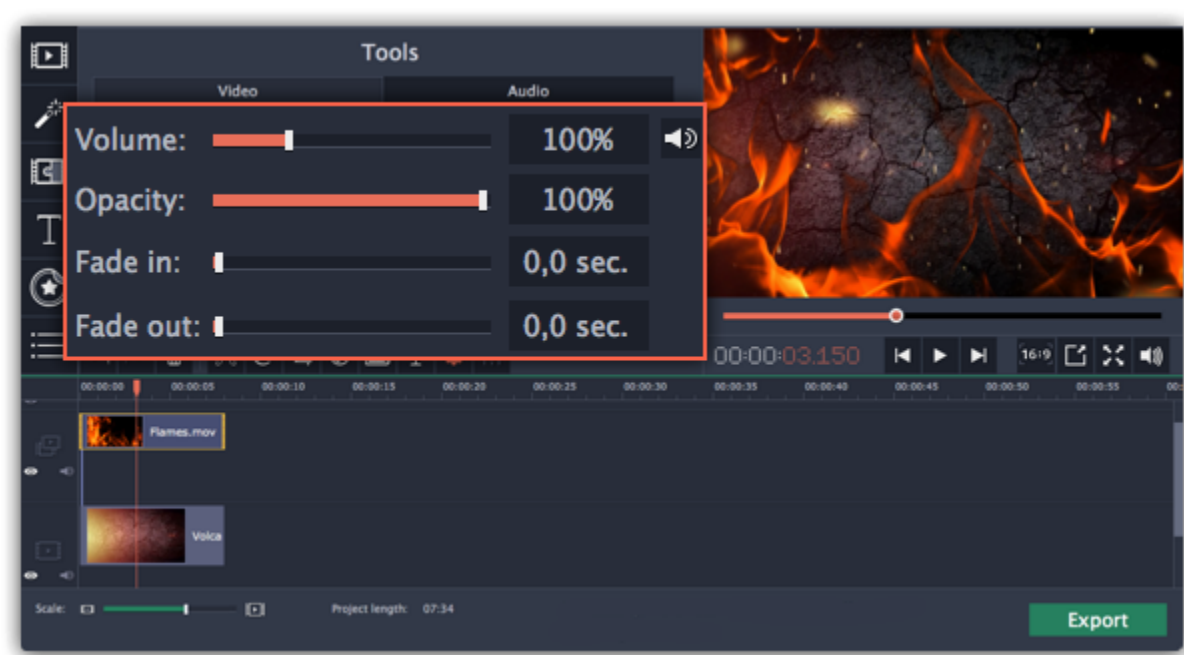 Tools
Video Audio
Volume: 100%
Opacity: 100%
Fade in: 0,0 sec.
Fade out: 0,0 sec.
T
00:00:03.150 16:9
00:00:00 00:00:05 00:00:10 00:00:15 00:00:20 00:00:25 00:00:30 00:00:35 00:00:40 00:00:45 00:00:50 00:00:55 00:
Flames.mov
Volca
Scale: Project length: 07:34
Export